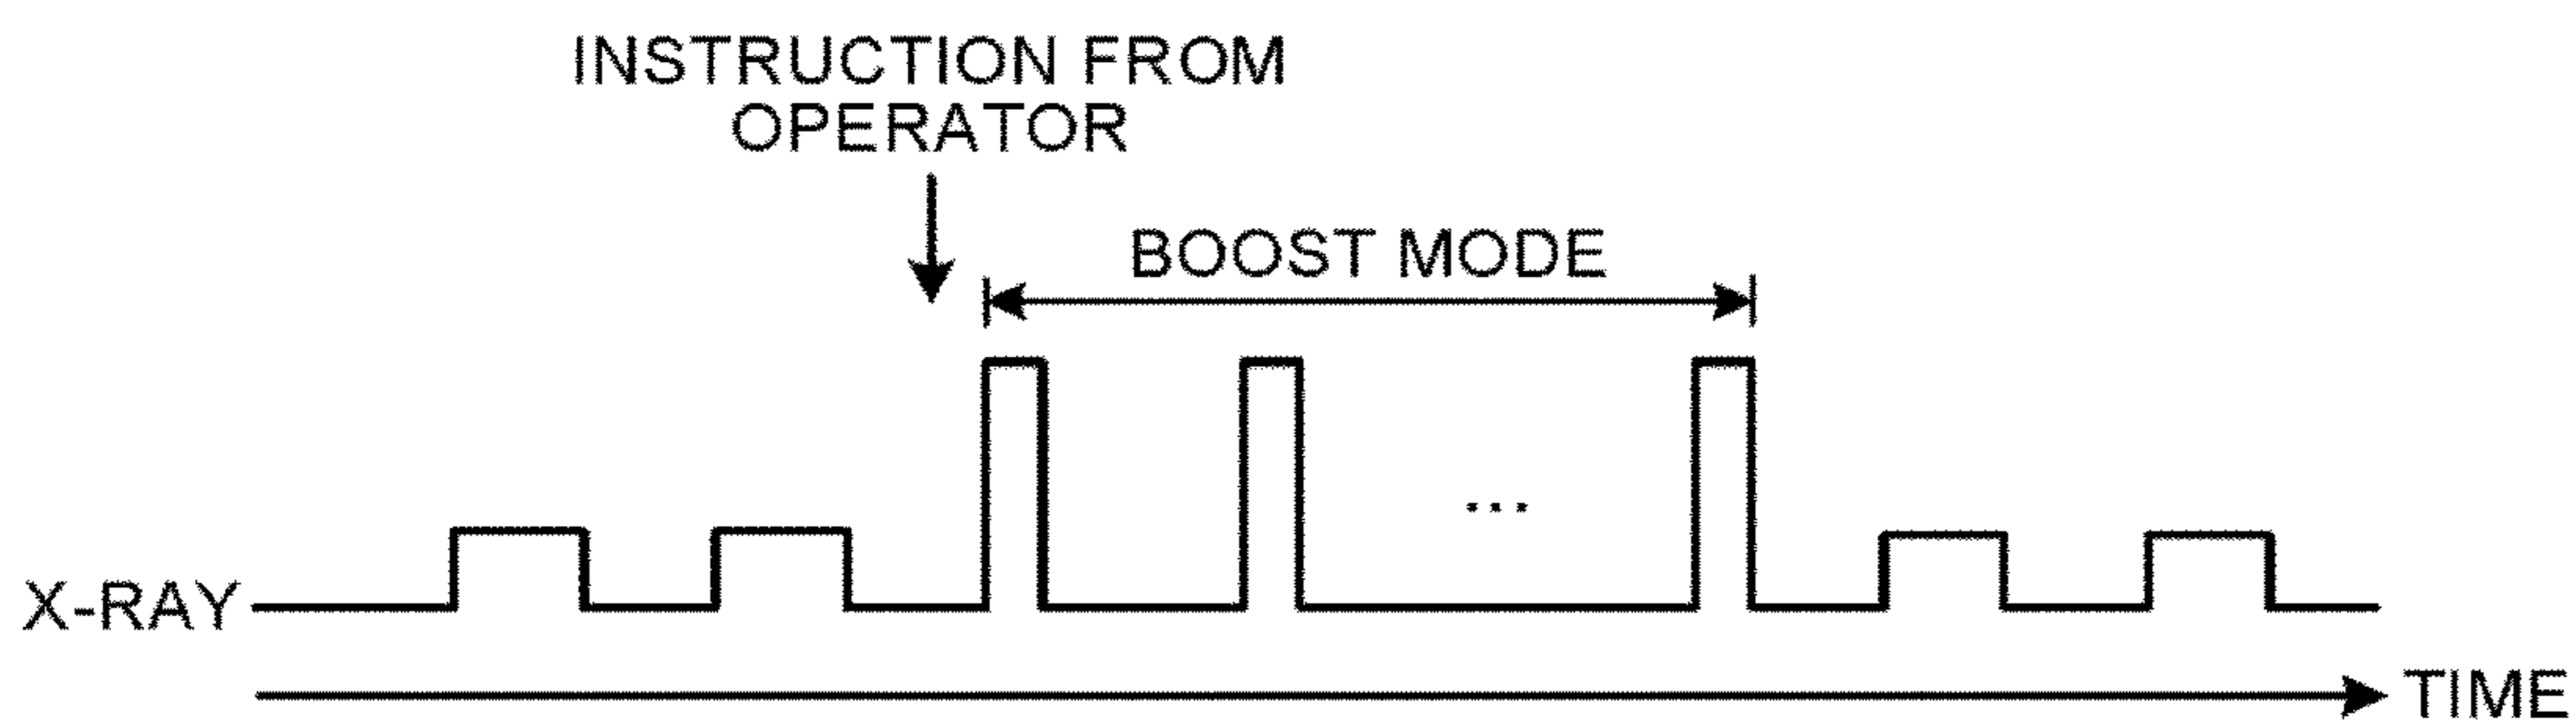 INSTRUCTION FROM
OPERATOR
BOOST MODE
...
X-RAY
TIME